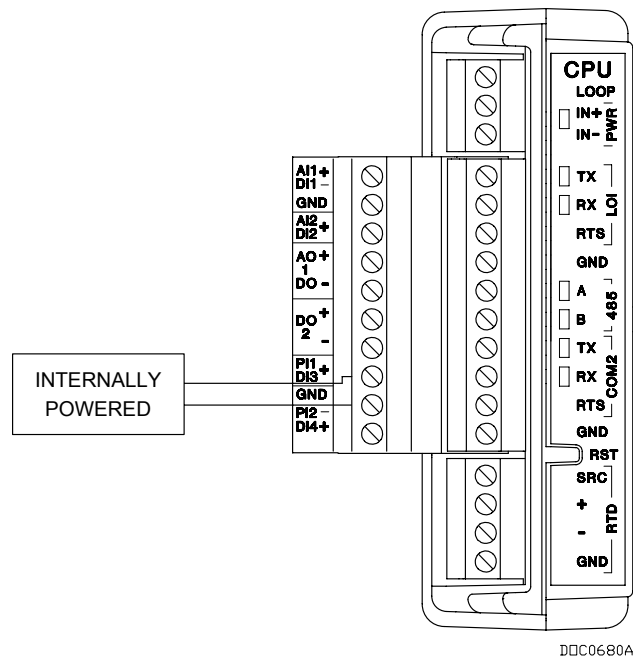 CPU
LOOP
IN+
IN-
PWR
AI1+
DI1-
GND
AI2+
DI2
AO+
1
DO-
DO+
2
-
PI1+
DI3
GND
PI2-
DI4+
INTERNALLY
POWERED
TX
RX
RTS
LOI
GND
A
B
485
TX
RX
RTS
COM2
GND
RST
SRC
+
-
GND
RTD
DOC0680A